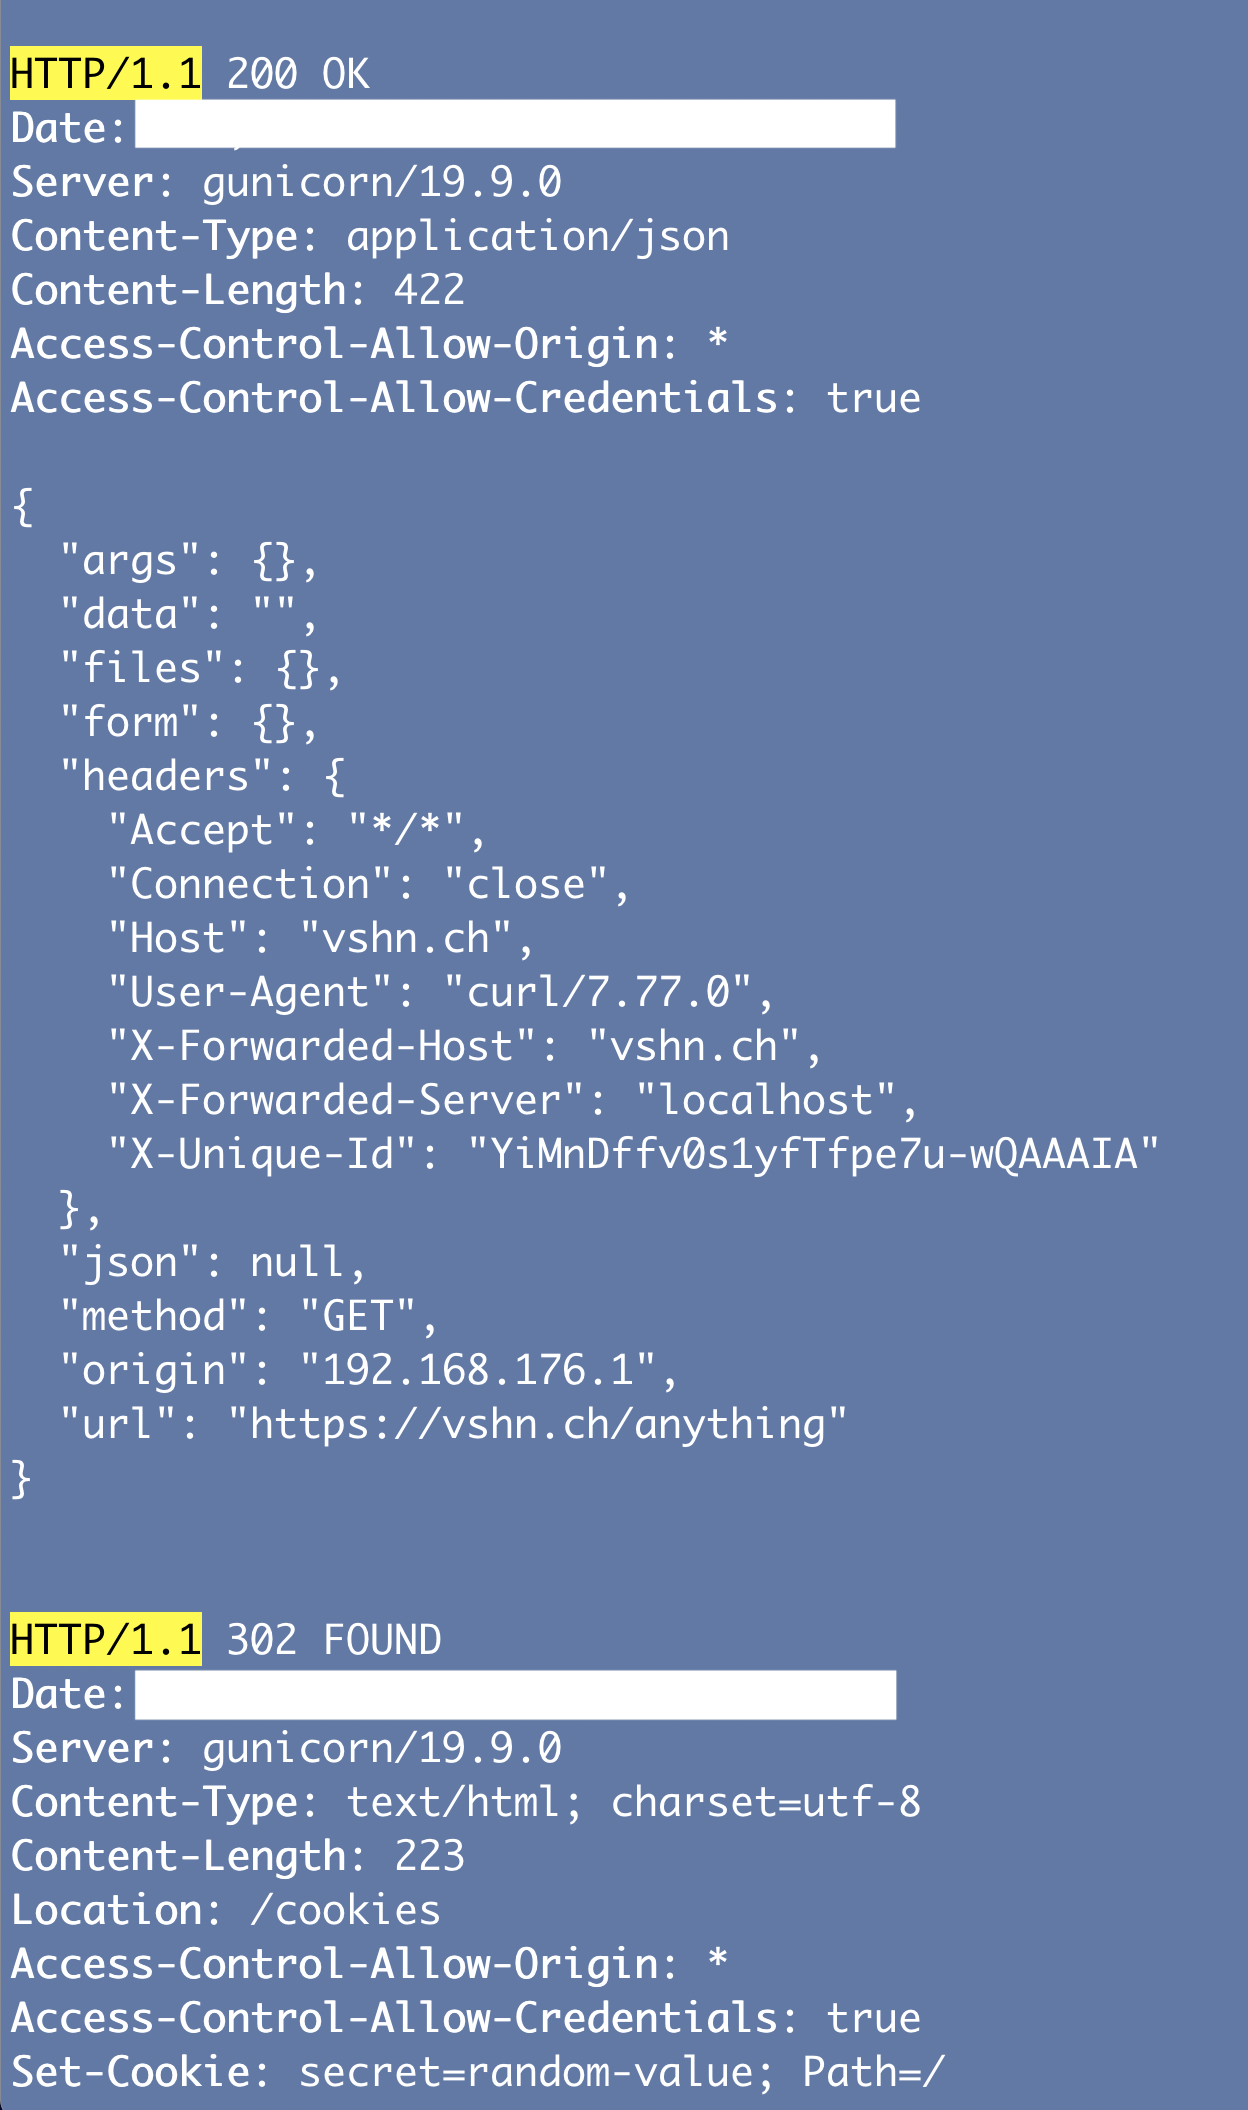 HTTP/1.1 200 OK
Date:
Server: gunicorn/19.9.0
Content-Type: application/json
Content-Length: 422
Access-Control-Allow-Origin: *
Access-Control-Allow-Credentials: true

{
  "args": {},
  "data": "",
  "files": {},
  "form": {},
  "headers": {
    "Accept": "*/*",
    "Connection": "close",
    "Host": "vshn.ch",
    "User-Agent": "curl/7.77.0",
    "X-Forwarded-Host": "vshn.ch",
    "X-Forwarded-Server": "localhost",
    "X-Unique-Id": "YiMnDffv0s1yfTfpe7u-wQAAAIA"
  },
  "json": null,
  "method": "GET",
  "origin": "192.168.176.1",
  "url": "https://vshn.ch/anything"
}

HTTP/1.1 302 FOUND
Date:
Server: gunicorn/19.9.0
Content-Type: text/html; charset=utf-8
Content-Length: 223
Location: /cookies
Access-Control-Allow-Origin: *
Access-Control-Allow-Credentials: true
Set-Cookie: secret=random-value; Path=/